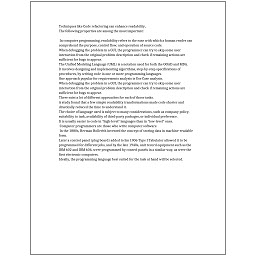 Techniques like Code refactoring can enhance readability.
The following properties are among the most important:
In computer programming, readability refers to the ease with which a human reader can
comprehend the purpose, control flow, and operation of source code.
When debugging the problem in a GUI, the programmer can try to skip some user
interaction from the original problem description and check if remaining actions are
sufficient for bugs to appear.
The Unified Modeling Language (UML) is a notation used for both the OOAD and MDA.
It involves designing and implementing algorithms, step-by-step specifications of
procedures, by writing code in one or more programming languages.
One approach popular for requirements analysis is Use Case analysis.
When debugging the problem in a GUI, the programmer can try to skip some user
interaction from the original problem description and check if remaining actions are
sufficient for bugs to appear.
There exist a lot of different approaches for each of those tasks.
A study found that a few simple readability transformations made code shorter and
drastically reduced the time to understand it.
The choice of language used is subject to many considerations, such as company policy,
suitability to task, availability of third-party packages, or individual preference.
It is usually easier to code in "high-level" languages than in "low-level" ones.
Computer programmers are those who write computer software.
In the 1880s, Herman Hollerith invented the concept of storing data in machine-readable
form.
Later a control panel (plug board) added to his 1906 Type I Tabulator allowed it to be
programmed for different jobs, and by the late 1940s, unit record equipment such as the
IBM 602 and IBM 604, were programmed by control panels in a similar way, as were the
first electronic computers.
Ideally, the programming language best suited for the task at hand will be selected.